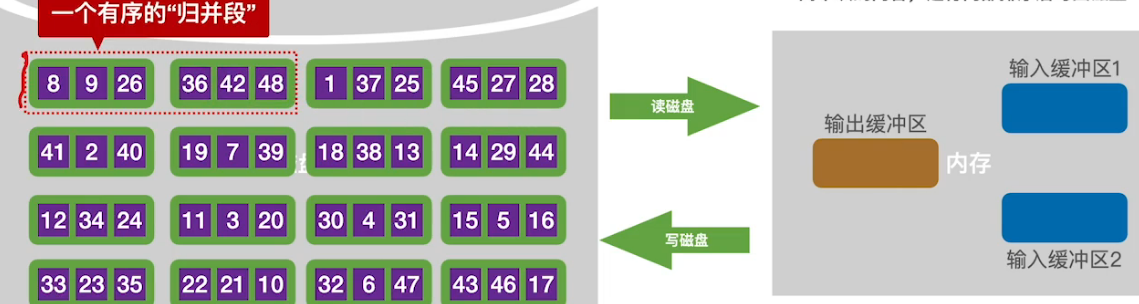 一个有序的“归并段”
8 9 26 36 42 48 1 37 25 45 27 28
41 2 40 19 7 39 18 38 13 14 29 44
12 34 24 11 3 20 30 4 31 15 5 16
33 23 35 22 21 10 32 6 47 43 46 17
读磁盘
写磁盘
输入缓冲区1
输出缓冲区
内存
输入缓冲区2